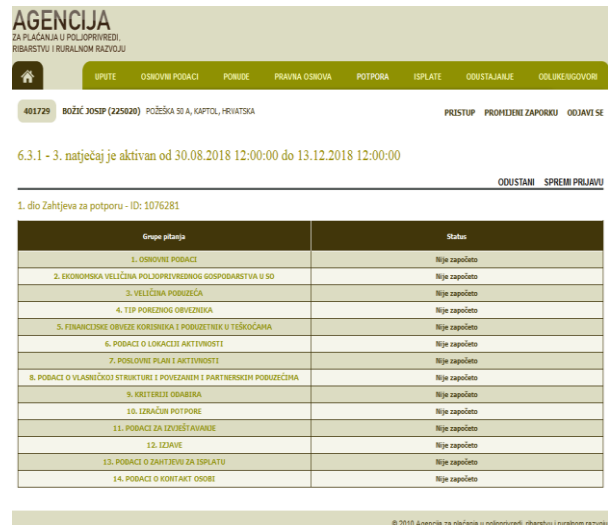 AGENCIJA
ZA PLAĆANJA U POLJOPRIVREDI,
RIBARSTVU I RURALNOM RAZVOJU
UPUTE OSNOVNI PODACI PONUDE PRAVNA OSNOVA POTPORA ISPLATE ODUSTAJANJE ODLUKE/UGOVORI
401729 BOŽIĆ JOSIP (225020) POŽEŠKA 50 A, KAPTOL, HRVATSKA PRISTUP PROMIJENI ZAPORKU ODJAVI SE
6.3.1 - 3. natječaj je aktivan od 30.08.2018 12:00:00 do 13.12.2018 12:00:00
ODUSTANI SPREMI PRIJAVU
1. dio Zahtjeva za potporu - ID: 1076281
Grupe pitanja Status
1. OSNOVNI PODACI Nije započeto
2. EKONOMSKA VELIČINA POLJOPRIVREDNOG GOSPODARSTVA U SO Nije započeto
3. VELIČINA PODUZEĆA Nije započeto
4. TIP POREZNOG OBVEZNIKA Nije započeto
5. FINANCIJSKE OBVEZE KORISNIKA I PODUZETNIK U TEŠKOĆAMA Nije započeto
6. PODACI O LOKACIJI AKTIVNOSTI Nije započeto
7. POSLOVNI PLAN I AKTIVNOSTI Nije započeto
8. PODACI O VLASNIČKOJ STRUKTURI I POVEZANIM I PARTNERSKIM PODUZEĆIMA Nije započeto
9. KRITERIJI ODABIRA Nije započeto
10. IZRAČUN POTPORE Nije započeto
11. PODACI ZA IZVJEŠTAVANJE Nije započeto
12. IZJAVE Nije započeto
13. PODACI O ZAHTJEVU ZA ISPLATU Nije započeto
14. PODACI O KONTAKT OSOBI Nije započeto
© 2010 Agencija za plaćanja u poljoprivredi, ribarstvu i ruralnom razvoju